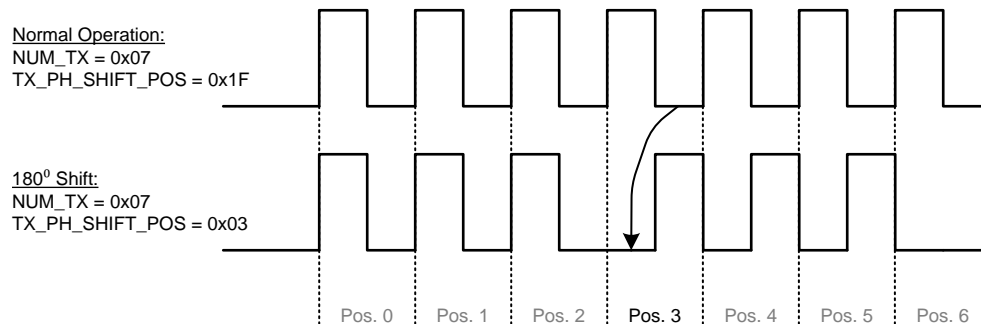 Normal Operation:
NUM_TX = 0x07
TX_PH_SHIFT_POS = 0x1F
180⁰ Shift:
NUM_TX = 0x07
TX_PH_SHIFT_POS = 0x03
Pos. 0 Pos. 1 Pos. 2 Pos. 3 Pos. 4 Pos. 5 Pos. 6